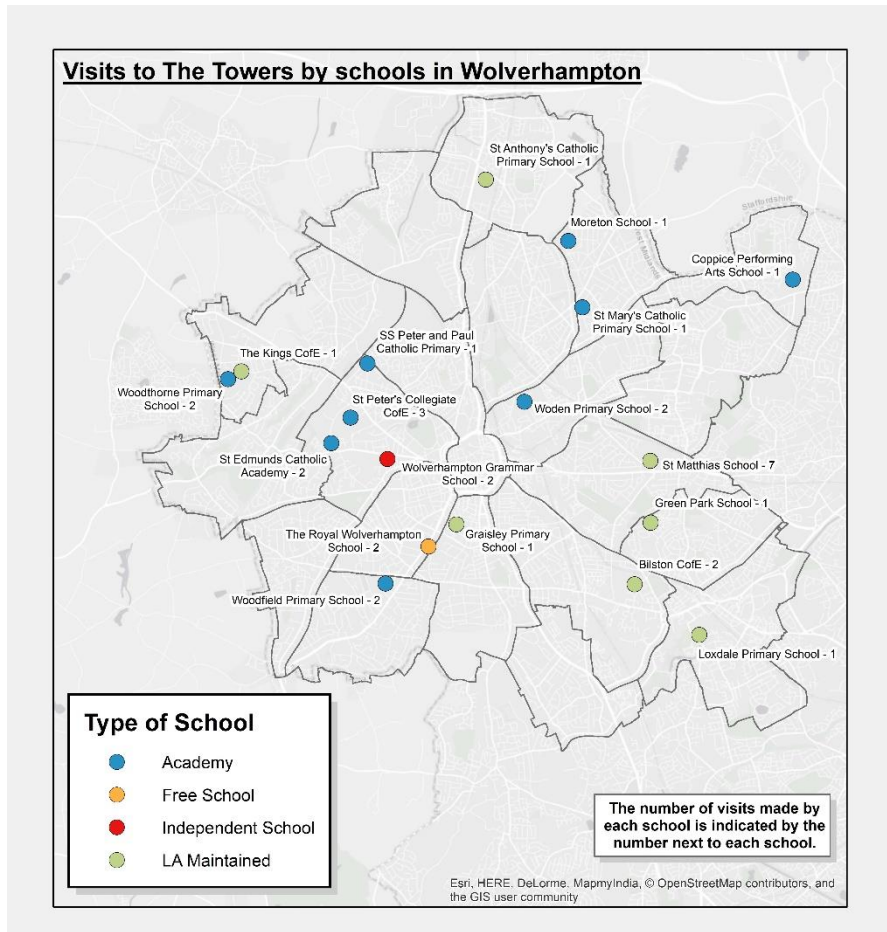 Visits to The Towers by schools in Wolverhampton
St Anthony's Catholic
Primary School - 1
Moreton School - 1
Staffordshire
Coppice Performing
Arts School - 1
St Mary's Catholic
Primary School - 1
SS Peter and Paul
Catholic Primary - 1
The Kings CofE - 1
Woodthorne Primary
School - 2
St Peter's Collegiate
CofE - 3
Woden Primary School - 2
St Edmunds Catholic
Academy - 2
Wolverhampton Grammar
School - 2
St Matthias School - 7
Green Park School - 1
The Royal Wolverhampton
School - 2
Graisley Primary
School - 1
Bilston CofE - 2
Woodfield Primary School - 2
Loxdale Primary School - 1
Type of School
Academy
Free School
Independent School
LA Maintained
The number of visits made by
each school is indicated by the
number next to each school.
Esri, HERE, DeLorme, MapmyIndia, © OpenStreetMap contributors, and
the GIS user community